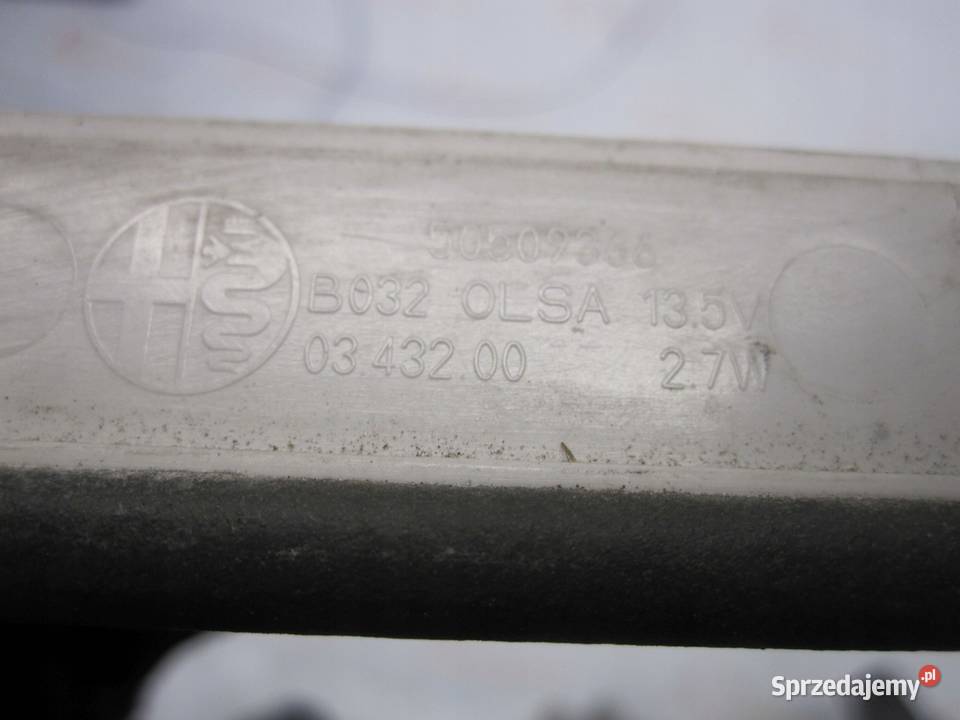 B032 OLSA 13.5V
03.432.00 2.7W
Sprzedajemy.pl